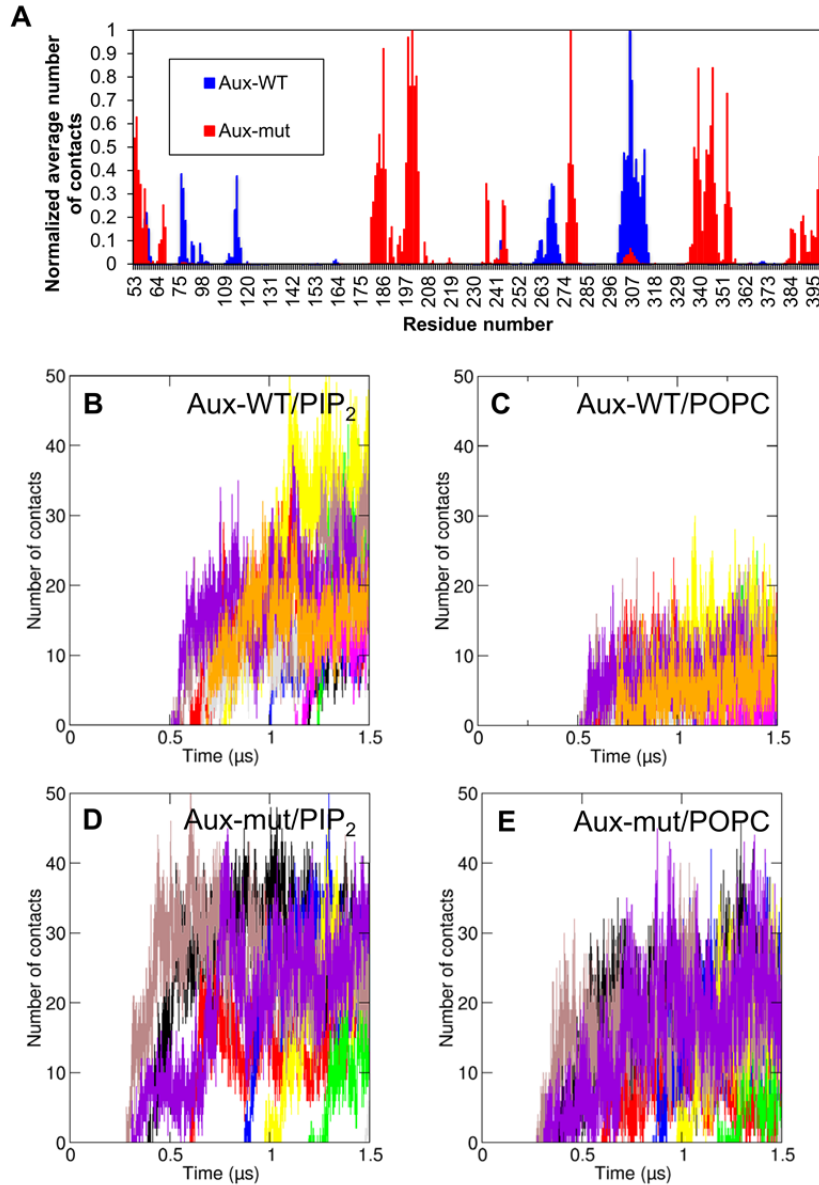 A
Normalized average number
of contacts
1
0.9
0.8
0.7
0.6
0.5
0.4
0.3
0.2
0.1
0
Aux-WT
Aux-mut
53 64 75 98 109 120 131 142 153 164 175 186 197 208 219 230 241 252 263 274 285 296 307 318 329 340 351 362 373 384 395
Residue number
B Aux-WT/PIP₂
Number of contacts
50
40
30
20
10
0
0 0.5 1 1.5
Time (µs)
C Aux-WT/POPC
Number of contacts
50
40
30
20
10
0
0 0.5 1 1.5
Time (µs)
D Aux-mut/PIP₂
Number of contacts
50
40
30
20
10
0
0 0.5 1 1.5
Time (µs)
E Aux-mut/POPC
Number of contacts
50
40
30
20
10
0
0 0.5 1 1.5
Time (µs)